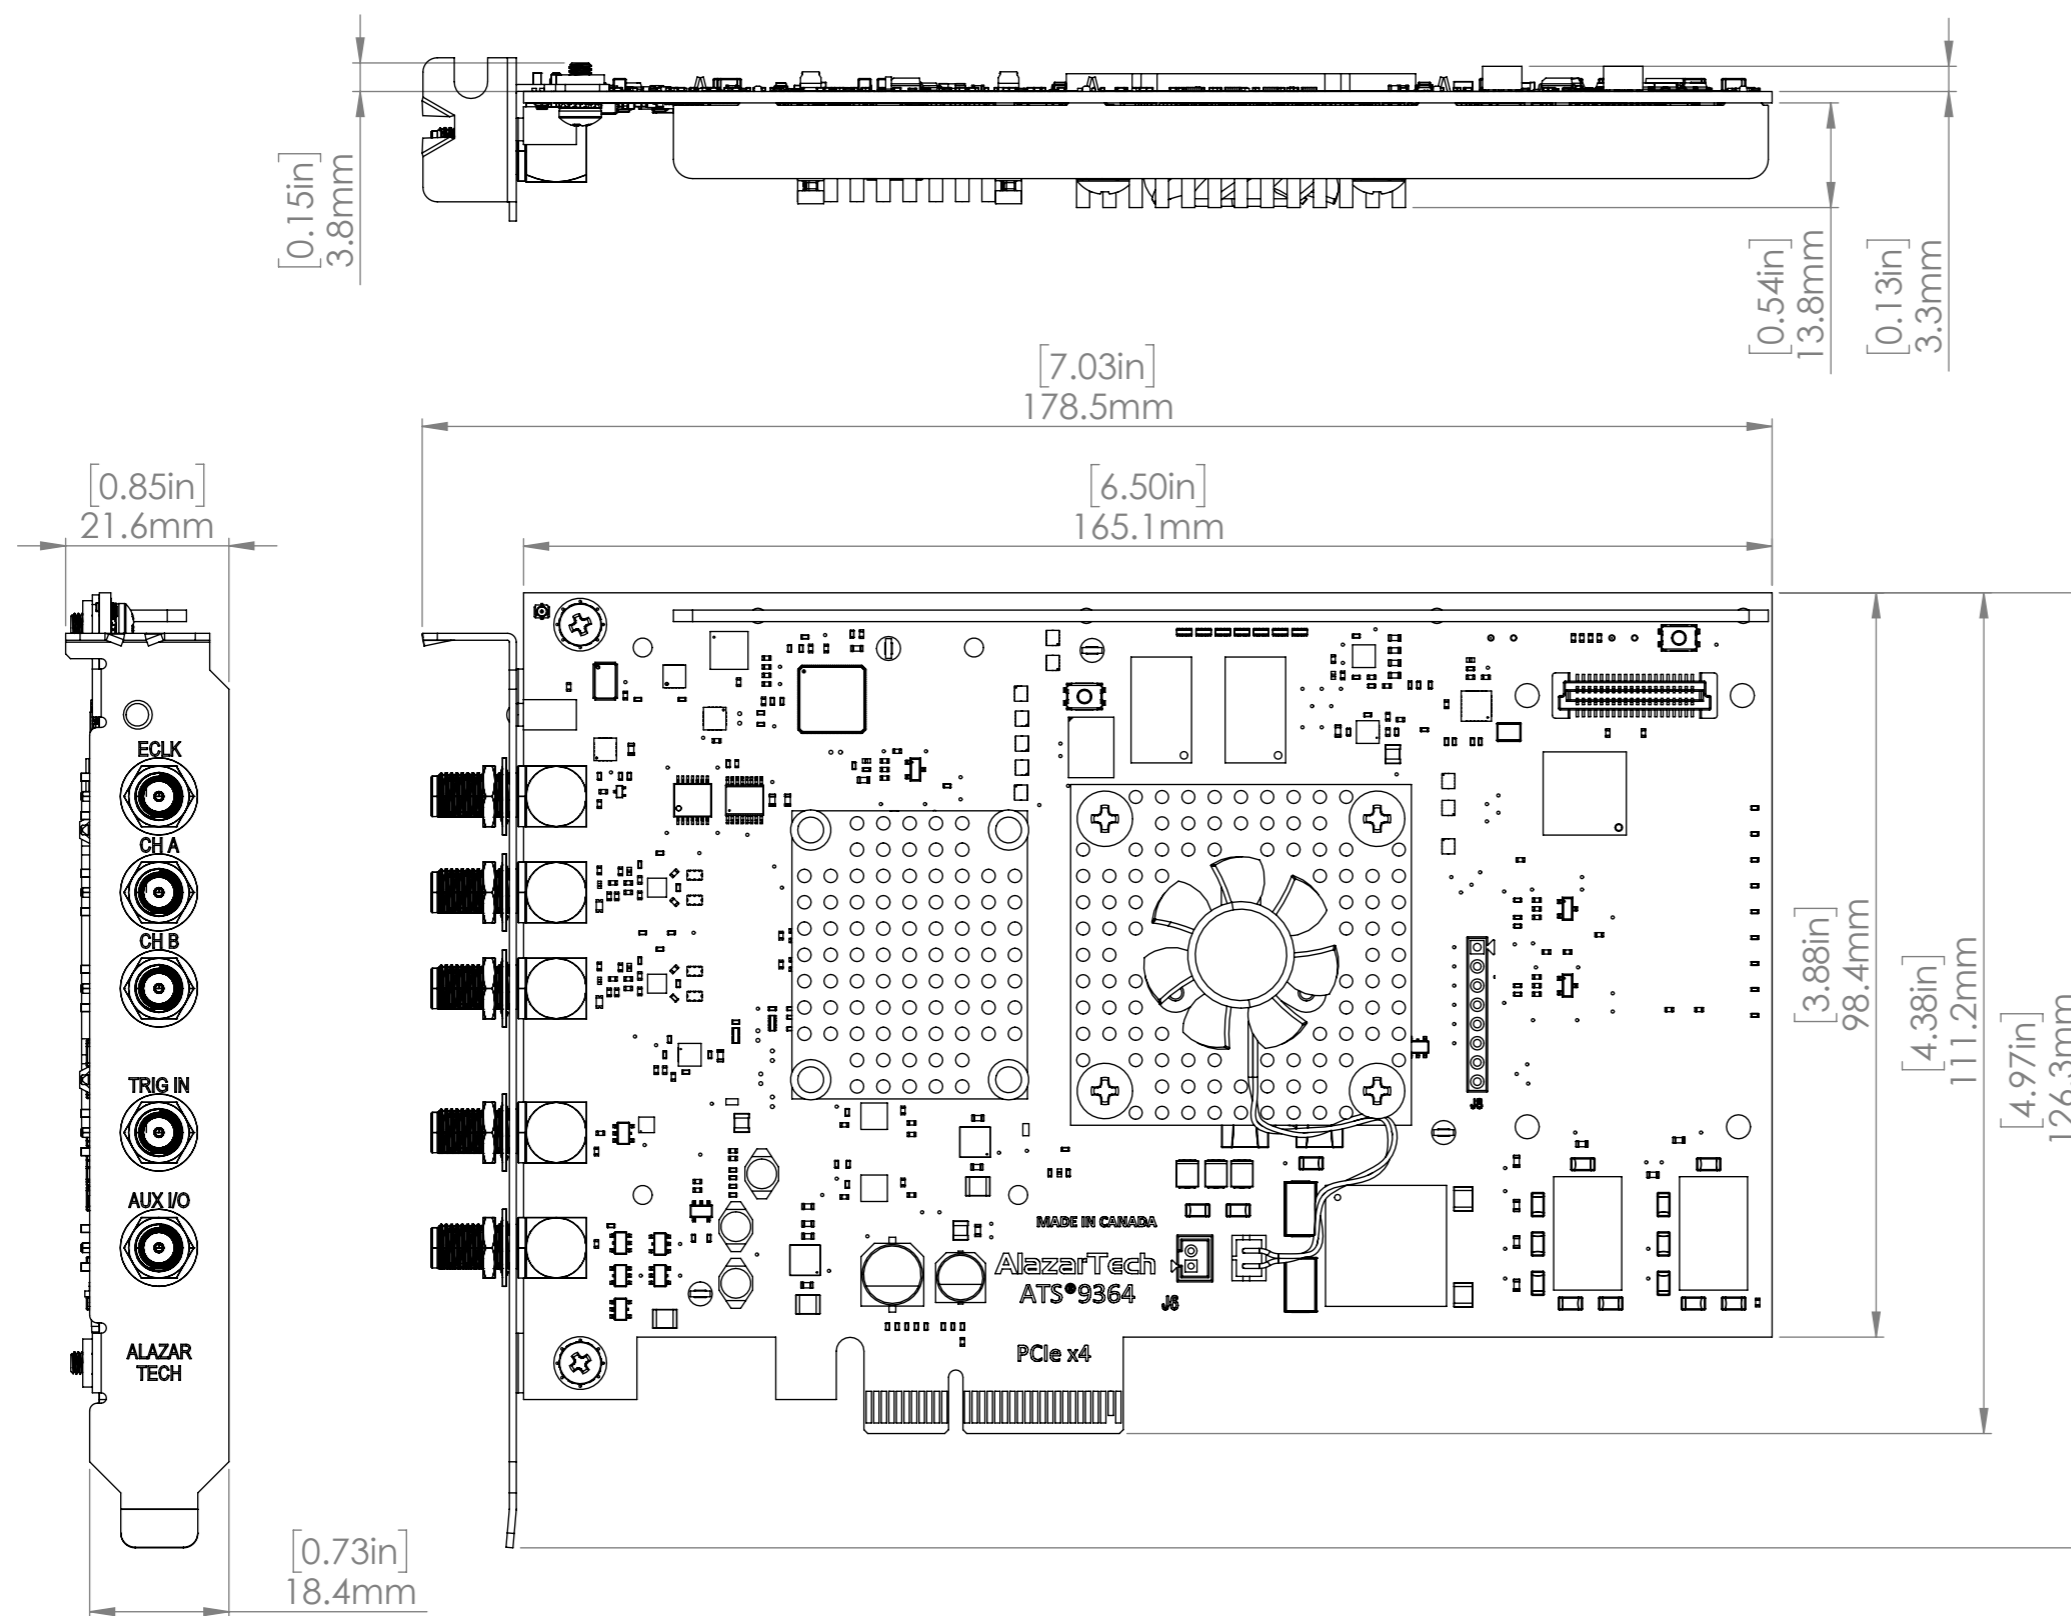 [0.15in]
3.8mm
[0.54in]
13.8mm
[0.13in]
3.3mm
[7.03in]
178.5mm
[6.50in]
165.1mm
[0.85in]
21.6mm
ECLK
CH A
CH B
TRIG IN
AUX I/O
ALAZAR
TECH
[0.73in]
18.4mm
J8
MADE IN CANADA
AlazarTech
ATS®9364
J6
PCIe x4
[3.88in]
98.4mm
[4.38in]
111.2mm
[4.97in]
126.3mm